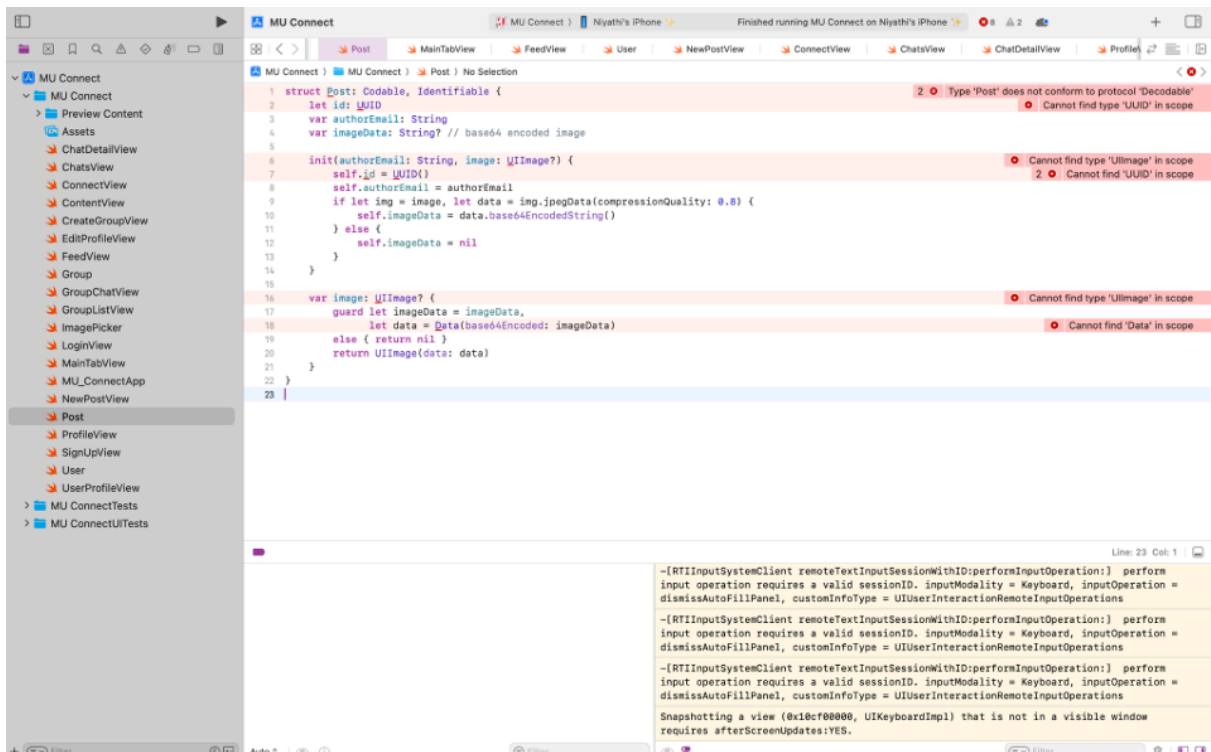 MU Connect
MU Connect 〉 Niyathi's iPhone
Finished running MU Connect on Niyathi's iPhone
8
2
Post
MainTabView
FeedView
User
NewPostView
ConnectView
ChatsView
ChatDetailView
Profile
MU Connect 〉 MU Connect 〉 Post 〉 No Selection
MU Connect
MU Connect
Preview Content
Assets
ChatDetailView
ChatsView
ConnectView
ContentView
CreateGroupView
EditProfileView
FeedView
Group
GroupChatView
GroupListView
ImagePicker
LoginView
MainTabView
MU_ConnectApp
NewPostView
Post
ProfileView
SignUpView
User
UserProfileView
MU ConnectTests
MU ConnectUITests
1 struct Post: Codable, Identifiable { 2 Type 'Post' does not conform to protocol 'Decodable'
2 let id: UUID Cannot find type 'UUID' in scope
3 var authorEmail: String
4 var imageData: String? // base64 encoded image
5
6 init(authorEmail: String, image: UIImage?) { Cannot find type 'UIImage' in scope
7 self.id = UUID() 2 Cannot find 'UUID' in scope
8 self.authorEmail = authorEmail
9 if let img = image, let data = img.jpegData(compressionQuality: 0.8) {
10 self.imageData = data.base64EncodedString()
11 } else {
12 self.imageData = nil
13 }
14 }
15
16 var image: UIImage? { Cannot find type 'UIImage' in scope
17 guard let imageData = imageData,
18 let data = Data(base64Encoded: imageData) Cannot find 'Data' in scope
19 else { return nil }
20 return UIImage(data: data)
21 }
22 }
23
Line: 23 Col: 1
-[RTIInputSystemClient remoteTextInputSessionWithID:performInputOperation:] perform
input operation requires a valid sessionID. inputModality = Keyboard, inputOperation =
dismissAutoFillPanel, customInfoType = UIUserInteractionRemoteInputOperations
-[RTIInputSystemClient remoteTextInputSessionWithID:performInputOperation:] perform
input operation requires a valid sessionID. inputModality = Keyboard, inputOperation =
dismissAutoFillPanel, customInfoType = UIUserInteractionRemoteInputOperations
-[RTIInputSystemClient remoteTextInputSessionWithID:performInputOperation:] perform
input operation requires a valid sessionID. inputModality = Keyboard, inputOperation =
dismissAutoFillPanel, customInfoType = UIUserInteractionRemoteInputOperations
Snapshotting a view (0x10cf00000, UIKeyboardImpl) that is not in a visible window
requires afterScreenUpdates:YES.
Filter
Auto
Filter
Filter